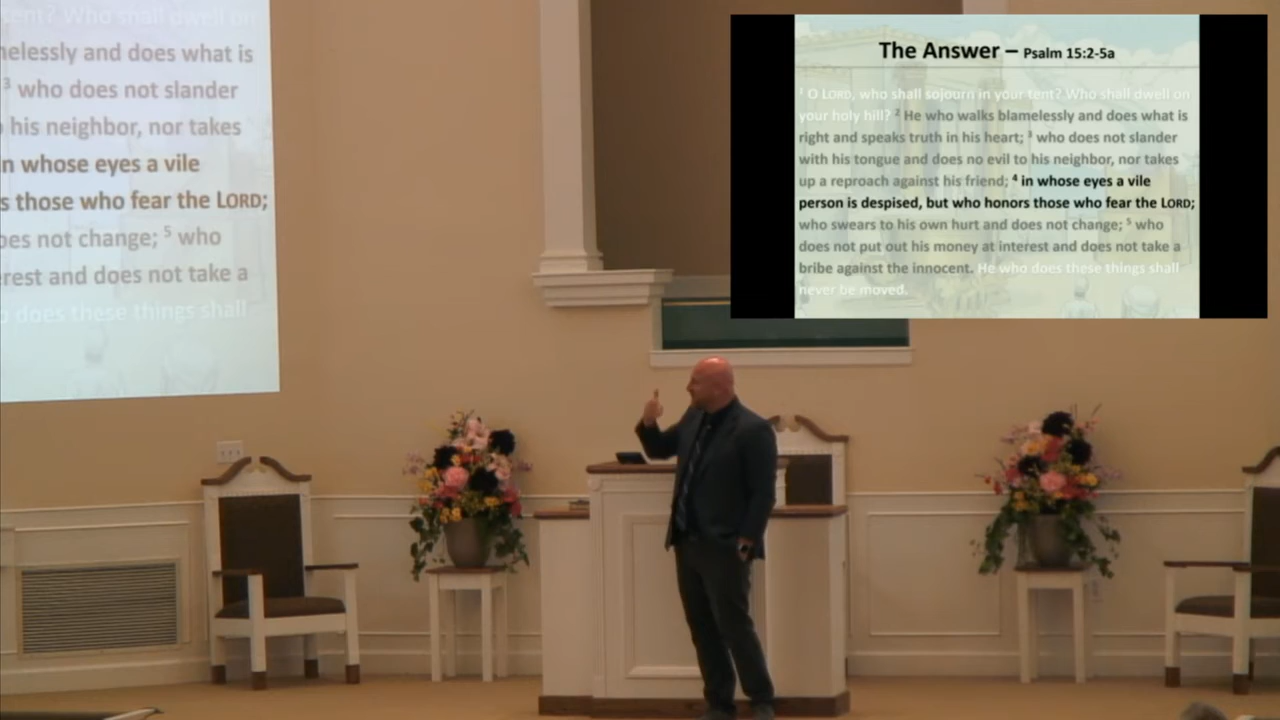 tent? Who shall dwell on
melessly and does what is
3 who does not slander
his neighbor, nor takes
n whose eyes a vile
s those who fear the LORD;
oes not change; 5 who
rest and does not take a
does these things shall
The Answer – Psalm 15:2-5a
1 O LORD, who shall sojourn in your tent? Who shall dwell on
your holy hill? 2 He who walks blamelessly and does what is
right and speaks truth in his heart; 3 who does not slander
with his tongue and does no evil to his neighbor, nor takes
up a reproach against his friend; 4 in whose eyes a vile
person is despised, but who honors those who fear the LORD;
who swears to his own hurt and does not change; 5 who
does not put out his money at interest and does not take a
bribe against the innocent. He who does these things shall
never be moved.